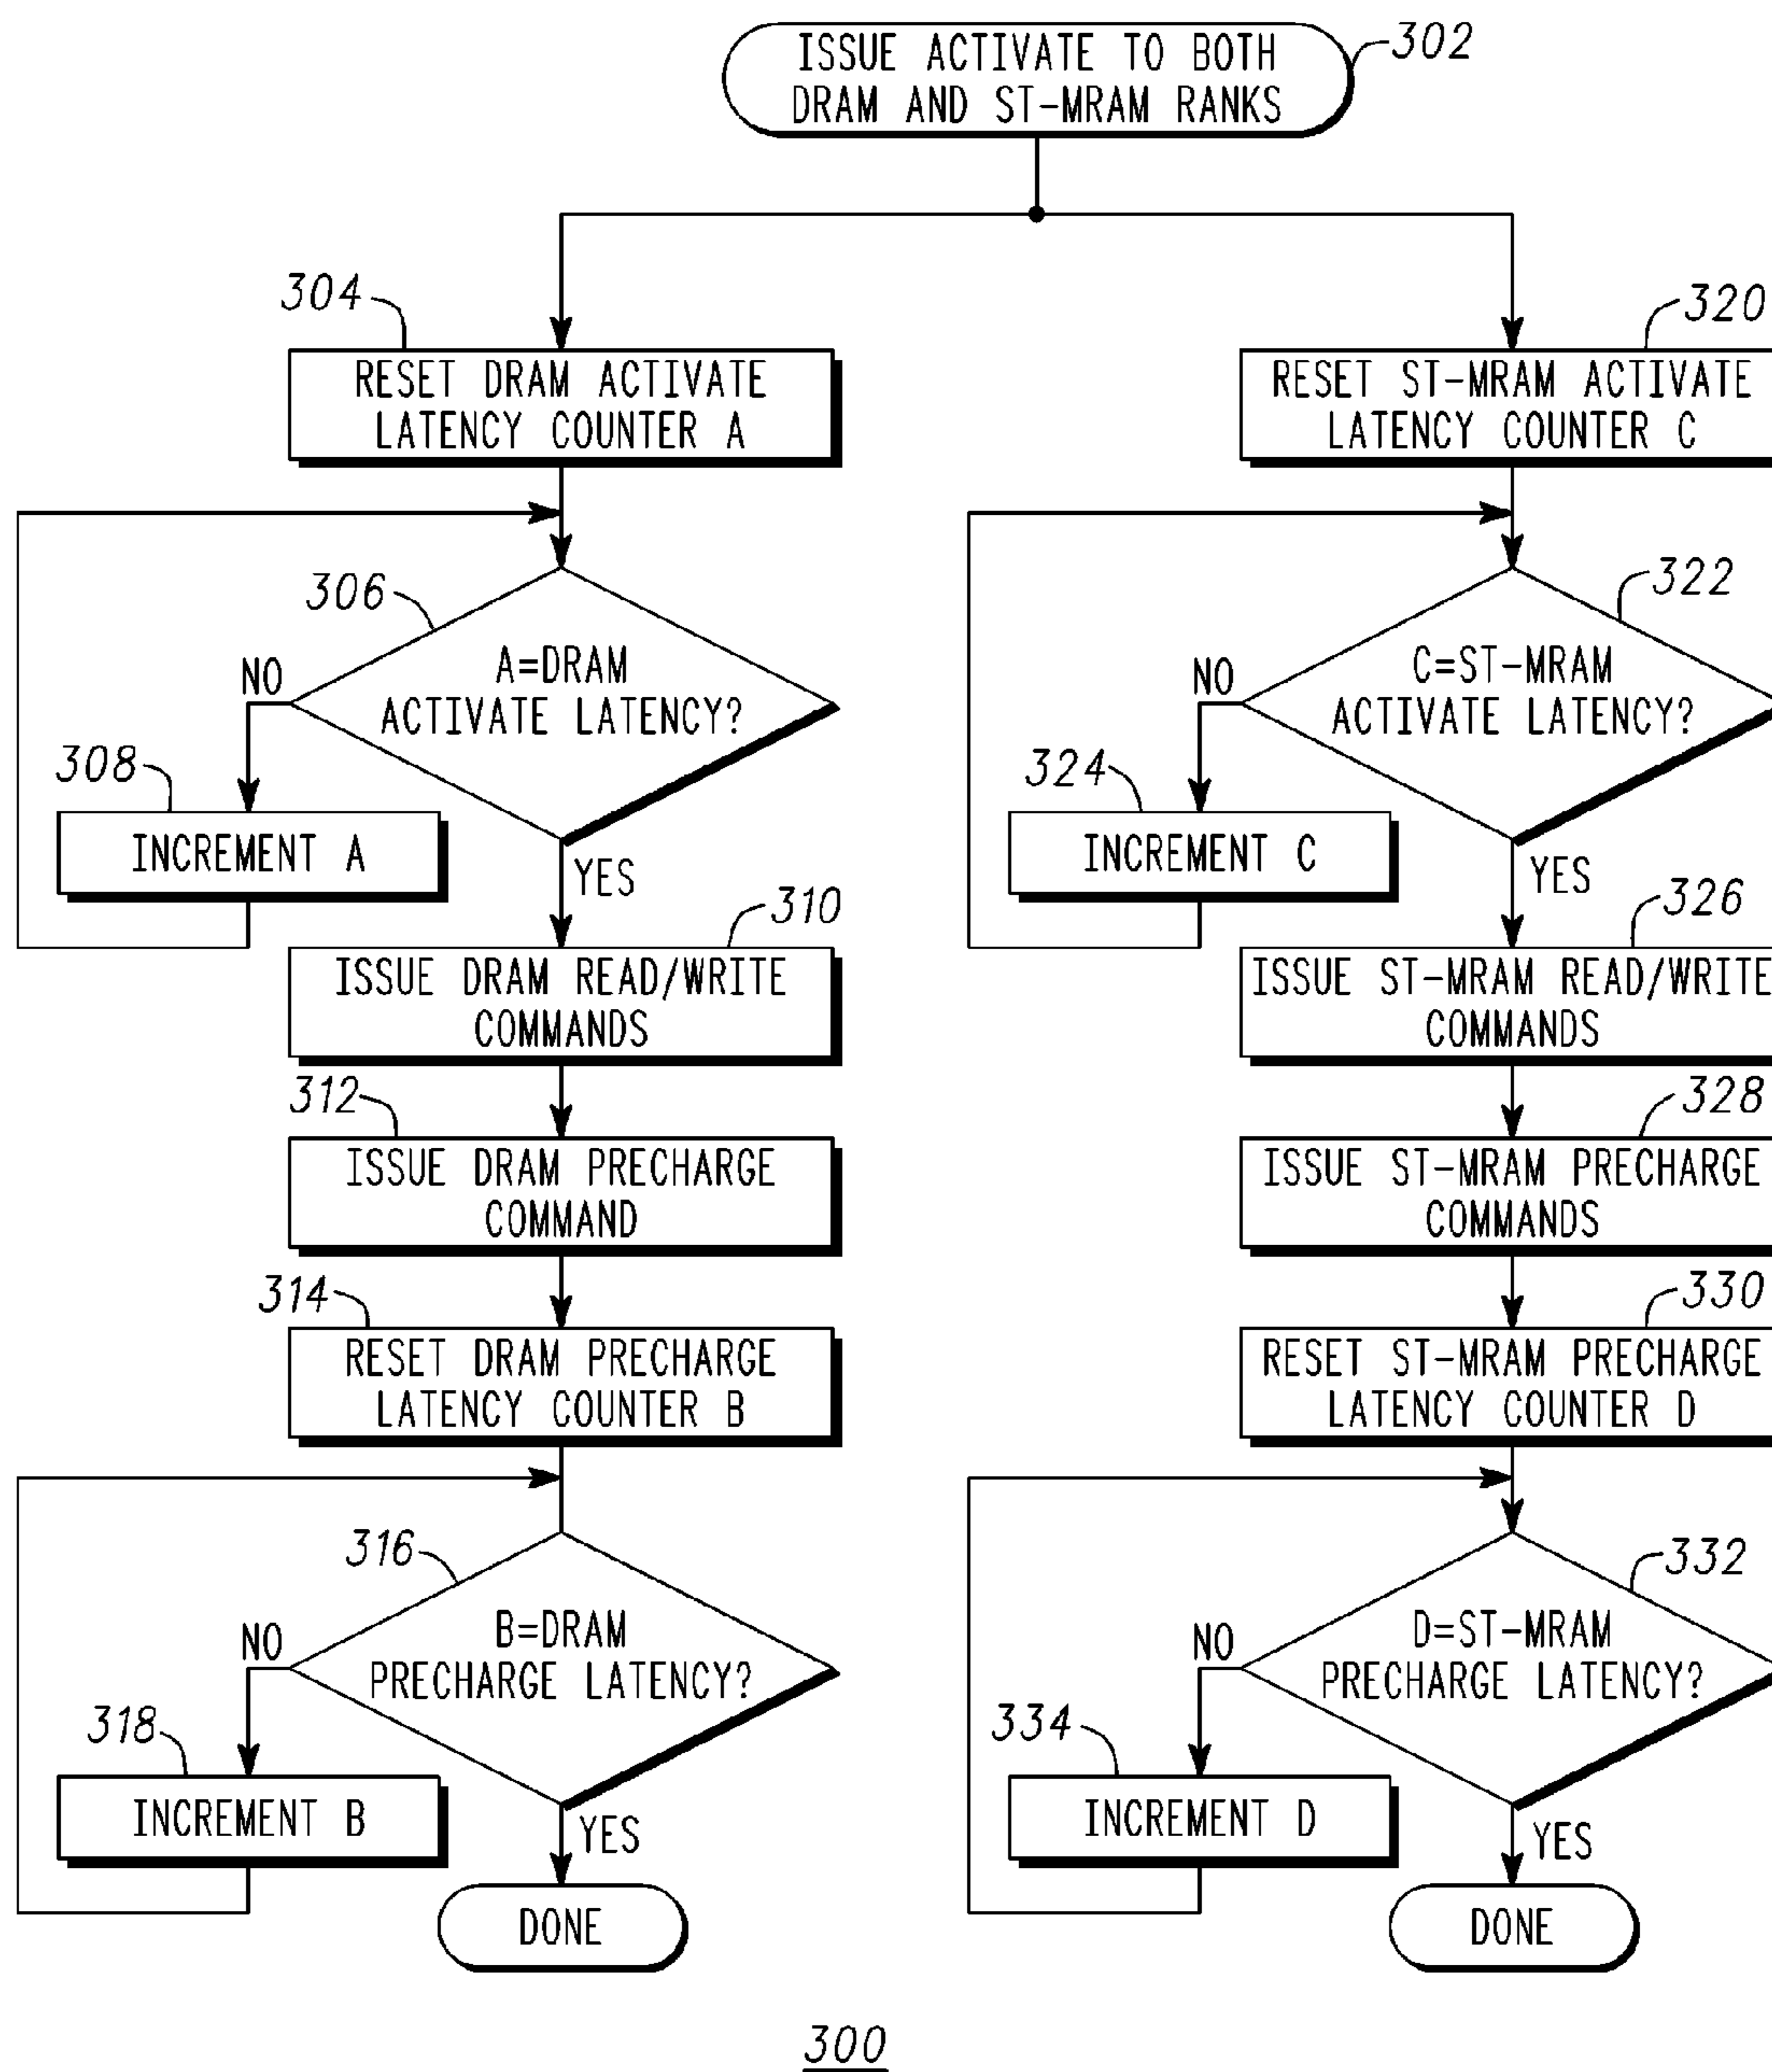 ISSUE ACTIVATE TO BOTH
DRAM AND ST-MRAM RANKS
302
304
RESET DRAM ACTIVATE
LATENCY COUNTER A
306
A=DRAM
ACTIVATE LATENCY?
NO
YES
308
INCREMENT A
310
ISSUE DRAM READ/WRITE
COMMANDS
312
ISSUE DRAM PRECHARGE
COMMAND
314
RESET DRAM PRECHARGE
LATENCY COUNTER B
316
B=DRAM
PRECHARGE LATENCY?
NO
YES
318
INCREMENT B
DONE
320
RESET ST-MRAM ACTIVATE
LATENCY COUNTER C
322
C=ST-MRAM
ACTIVATE LATENCY?
NO
YES
324
INCREMENT C
326
ISSUE ST-MRAM READ/WRITE
COMMANDS
328
ISSUE ST-MRAM PRECHARGE
COMMANDS
330
RESET ST-MRAM PRECHARGE
LATENCY COUNTER D
332
D=ST-MRAM
PRECHARGE LATENCY?
NO
YES
334
INCREMENT D
DONE
300